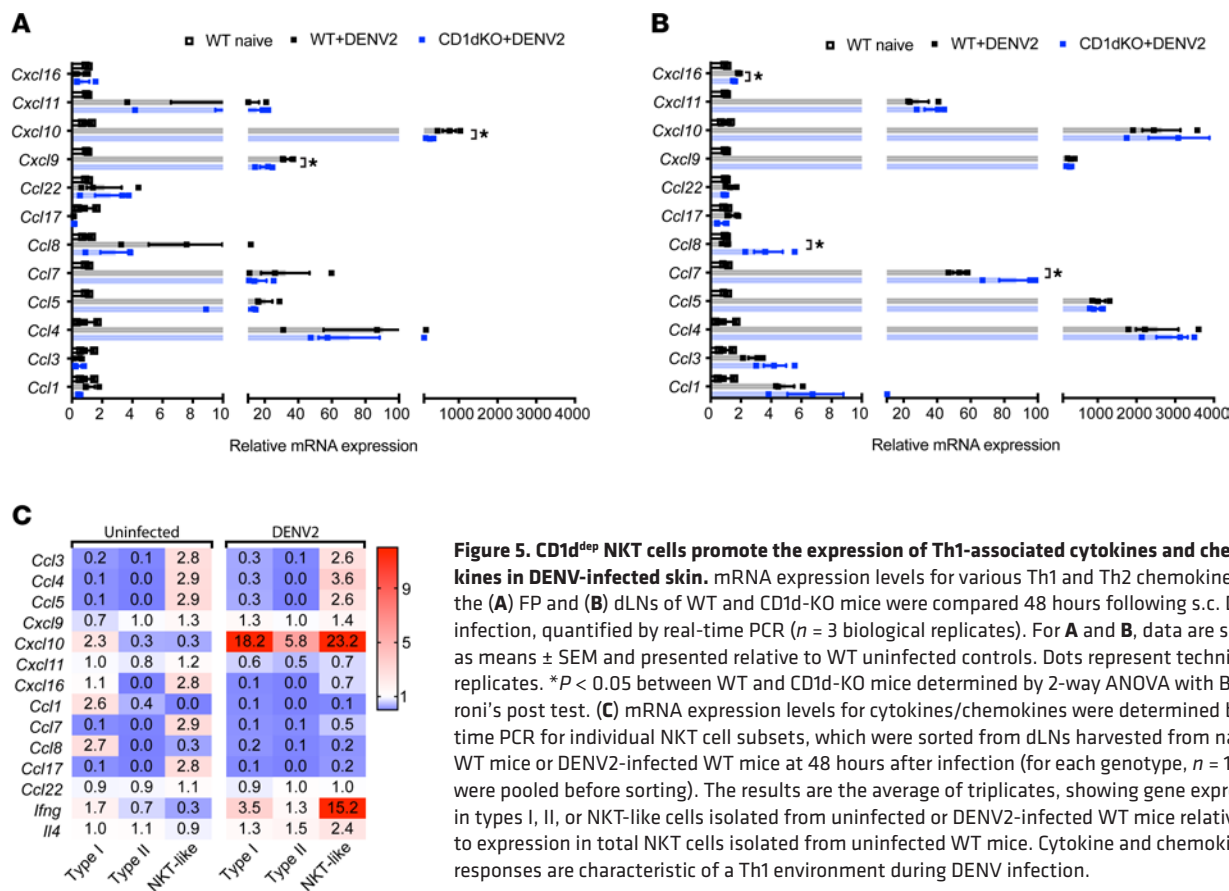 A
WT naive WT+DENV2 CD1dKO+DENV2
Cxcl16
Cxcl11
Cxcl10
Cxcl9
Ccl22
Ccl17
Ccl8
Ccl7
Ccl5
Ccl4
Ccl3
Ccl1
*
*
0 2 4 6 8 10 20 40 60 80 100 1000 2000 3000 4000
Relative mRNA expression
B
WT naive WT+DENV2 CD1dKO+DENV2
Cxcl16
Cxcl11
Cxcl10
Cxcl9
Ccl22
Ccl17
Ccl8
Ccl7
Ccl5
Ccl4
Ccl3
Ccl1
*
*
*
0 2 4 6 8 10 20 40 60 80 100 1000 2000 3000 4000
Relative mRNA expression
C
Uninfected DENV2
Ccl3 0.2 0.1 2.8 0.3 0.1 2.6
Ccl4 0.1 0.0 2.9 0.3 0.0 3.6
Ccl5 0.1 0.0 2.9 0.3 0.0 2.6
Cxcl9 0.7 1.0 1.3 1.3 1.0 1.4
Cxcl10 2.3 0.3 0.3 18.2 5.8 23.2
Cxcl11 1.0 0.8 1.2 0.6 0.5 0.7
Cxcl16 1.1 0.0 2.8 0.1 0.0 0.7
Ccl1 2.6 0.4 0.0 0.1 0.0 0.1
Ccl7 0.1 0.0 2.9 0.1 0.1 0.5
Ccl8 2.7 0.0 0.3 0.2 0.1 0.2
Ccl17 0.1 0.0 2.8 0.1 0.0 0.2
Ccl22 0.9 0.9 1.1 0.9 1.0 1.0
Ifng 1.7 0.7 0.3 3.5 1.3 15.2
Il4 1.0 1.1 0.9 1.3 1.5 2.4
Type I Type II NKT-like Type I Type II NKT-like
9
5
1
Figure 5. CD1d^dep NKT cells promote the expression of Th1-associated cytokines and che
kines in DENV-infected skin. mRNA expression levels for various Th1 and Th2 chemokine
the (A) FP and (B) dLNs of WT and CD1d-KO mice were compared 48 hours following s.c. D
infection, quantified by real-time PCR (n = 3 biological replicates). For A and B, data are s
as means ± SEM and presented relative to WT uninfected controls. Dots represent techni
replicates. *P < 0.05 between WT and CD1d-KO mice determined by 2-way ANOVA with B
roni's post test. (C) mRNA expression levels for cytokines/chemokines were determined b
time PCR for individual NKT cell subsets, which were sorted from dLNs harvested from na
WT mice or DENV2-infected WT mice at 48 hours after infection (for each genotype, n = 1
were pooled before sorting). The results are the average of triplicates, showing gene expre
in types I, II, or NKT-like cells isolated from uninfected or DENV2-infected WT mice relativ
to expression in total NKT cells isolated from uninfected WT mice. Cytokine and chemoki
responses are characteristic of a Th1 environment during DENV infection.